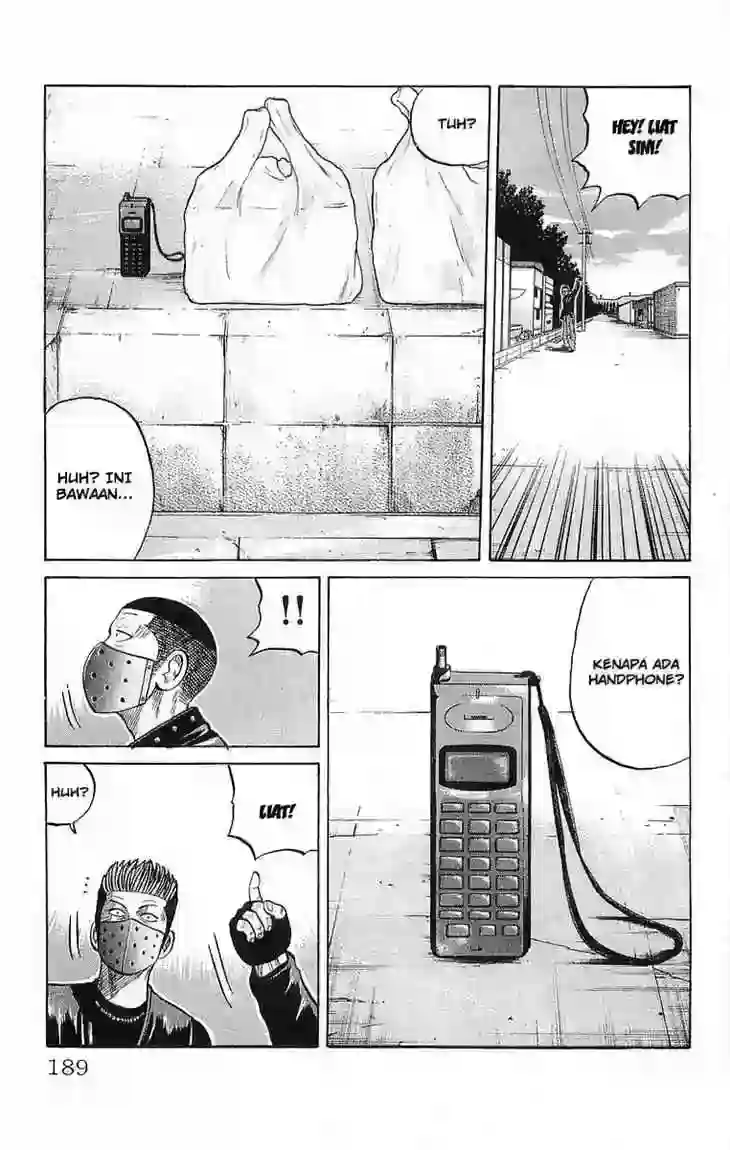 HEY! LIAT
SINI!
TUH?
HUH? INI
BAWAAN...
KENAPA ADA
HANDPHONE?
!!
LIAT!
HUH?
...
189